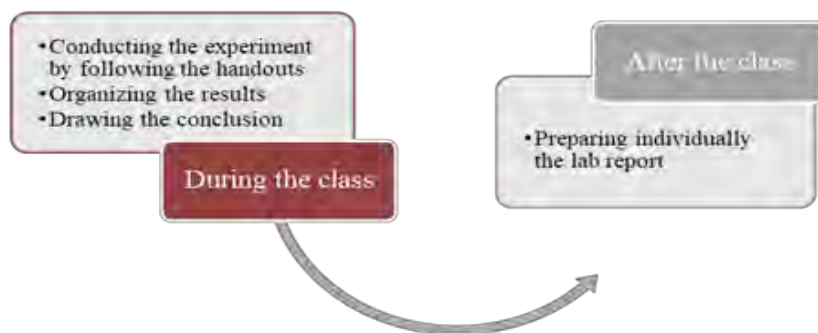 •Conducting the experiment
by following the handouts
•Organizing the results
•Drawing the conclusion
During the class
After the class
•Preparing individually
the lab report